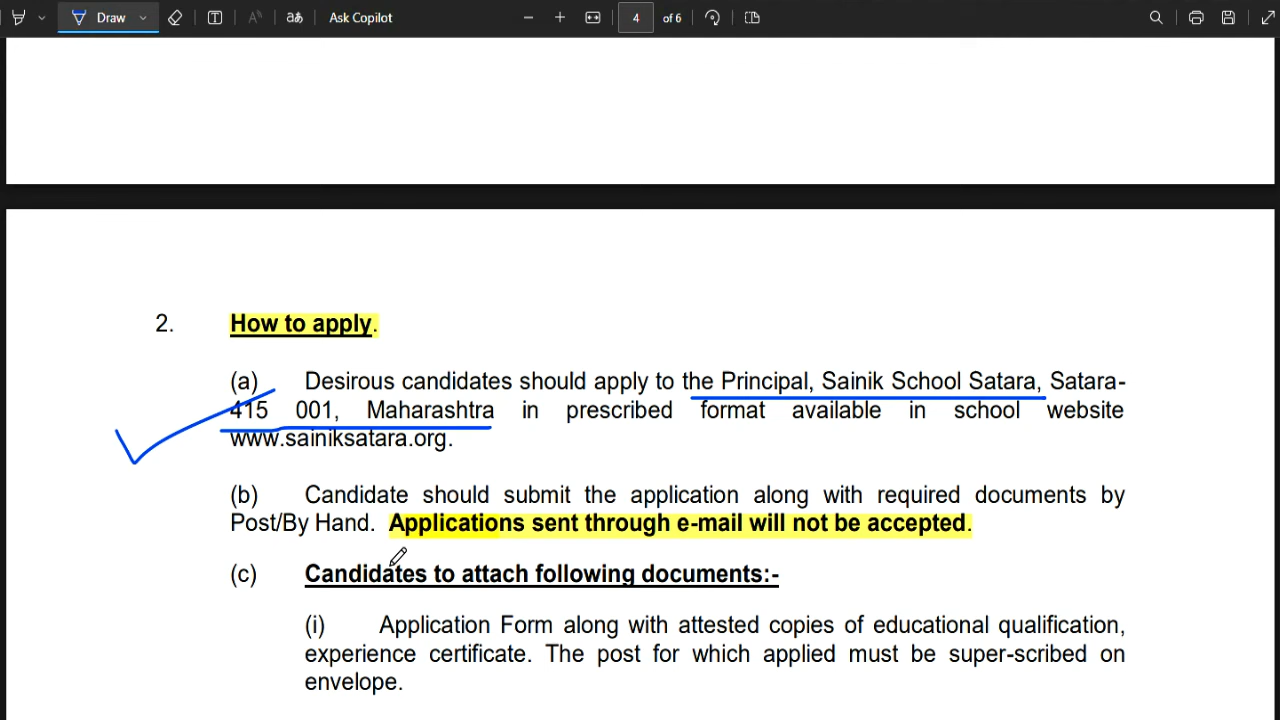 Draw
aあ
Ask Copilot
4 of 6
2. How to apply.
(a) Desirous candidates should apply to the Principal, Sainik School Satara, Satara-
415 001, Maharashtra in prescribed format available in school website
www.sainiksatara.org.
(b) Candidate should submit the application along with required documents by
Post/By Hand. Applications sent through e-mail will not be accepted.
(c) Candidates to attach following documents:-
(i) Application Form along with attested copies of educational qualification,
experience certificate. The post for which applied must be super-scribed on
envelope.